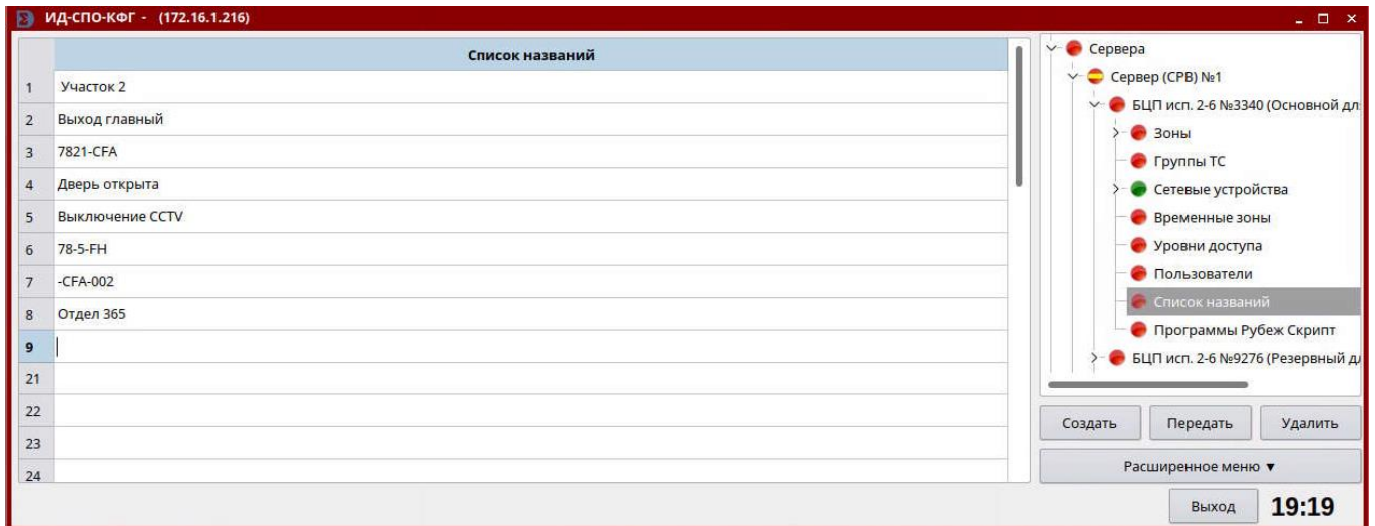 ИД-СПО-КФГ - (172.16.1.216)
Список названий
1 Участок 2
2 Выход главный
3 7821-CFA
4 Дверь открыта
5 Выключение CCTV
6 78-5-FH
7 -CFA-002
8 Отдел 365
9
21
22
23
24
Сервера
Сервер (СРВ) №1
БЦП исп. 2-6 №3340 (Основной дл
Зоны
Группы ТС
Сетевые устройства
Временные зоны
Уровни доступа
Пользователи
Список названий
Программы Рубеж Скрипт
БЦП исп. 2-6 №9276 (Резервный д
Создать Передать Удалить
Расширенное меню ▼
Выход 19:19